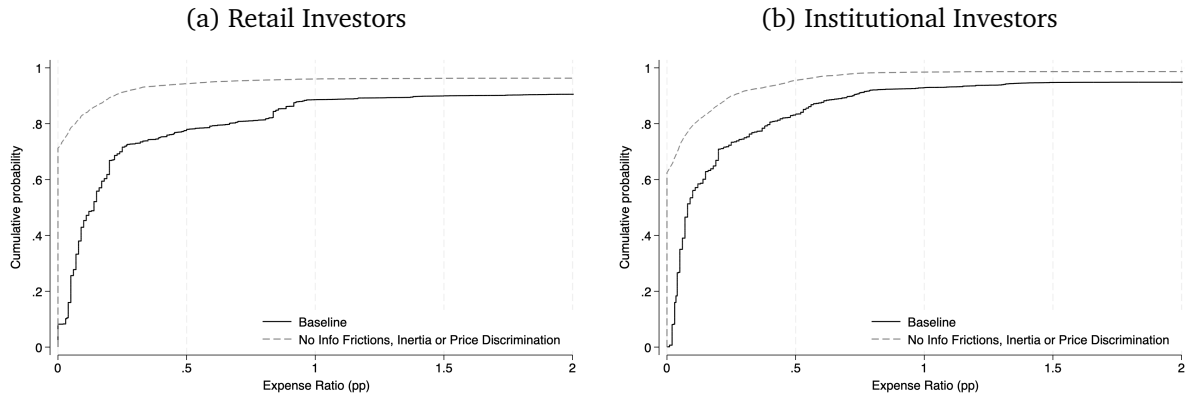 (a) Retail Investors
Cumulative probability
1
.8
.6
.4
.2
0
Baseline
No Info Frictions, Inertia or Price Discrimination
0 .5 1 1.5 2
Expense Ratio (pp)
(b) Institutional Investors
Cumulative probability
1
.8
.6
.4
.2
0
Baseline
No Info Frictions, Inertia or Price Discrimination
0 .5 1 1.5 2
Expense Ratio (pp)